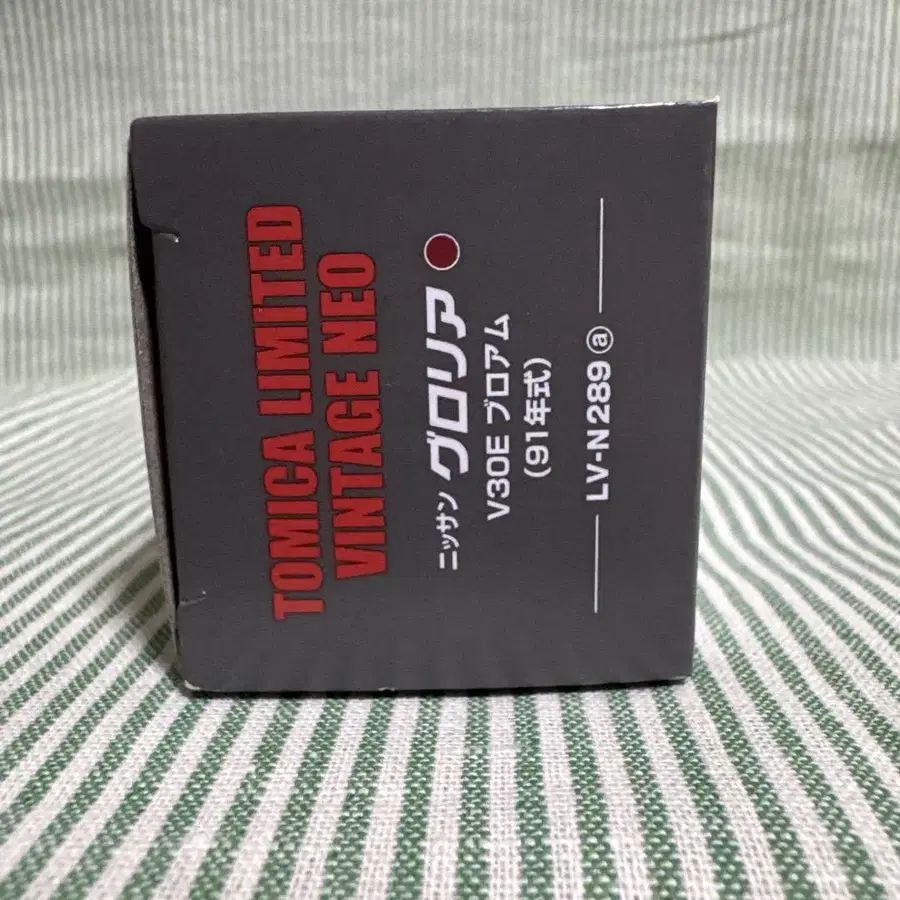 TOMICA LIMITED
VINTAGE NEO
ニッサン グロリア
V30E ブロアム
(91年式)
LV-N289 ⓐ